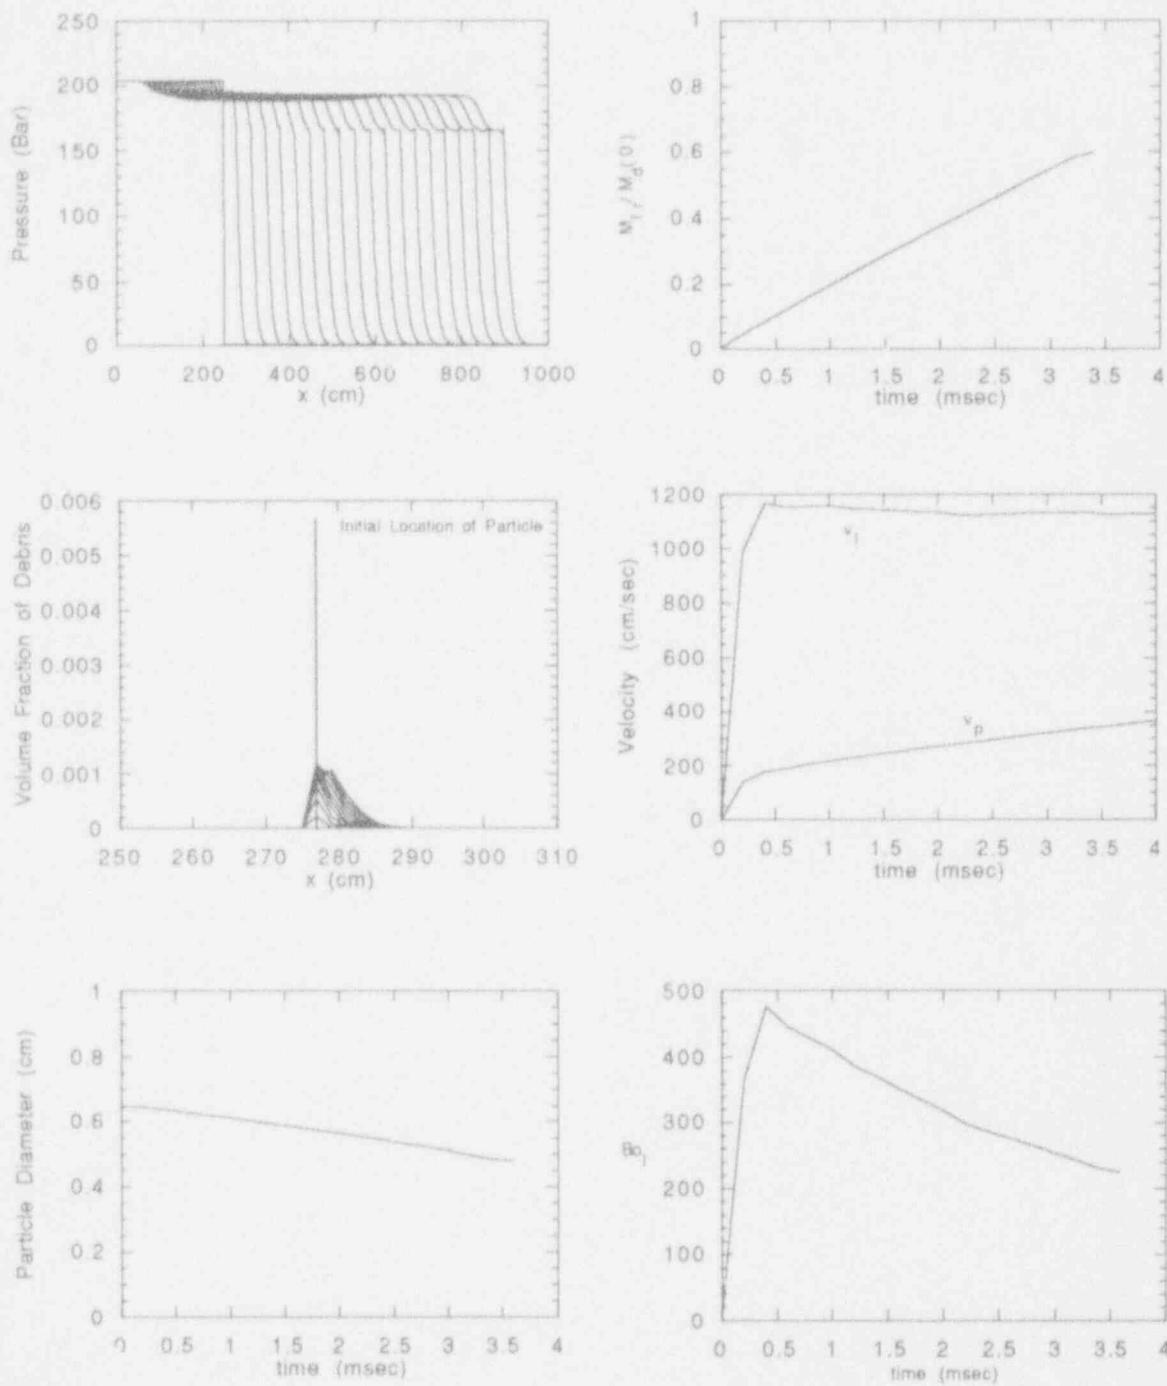 250
200
150
100
50
0
Pressure (Bar)
0 200 400 600 800 1000
x (cm)
1
0.8
0.6
0.4
0.2
0
M_f / M_d(0)
0 0.5 1 1.5 2 2.5 3 3.5 4
time (msec)
0.006
0.005
0.004
0.003
0.002
0.001
0
Volume Fraction of Debris
Initial Location of Particle
250 260 270 280 290 300 310
x (cm)
1200
1000
800
600
400
200
0
Velocity (cm/sec)
v_l
v_p
0 0.5 1 1.5 2 2.5 3 3.5 4
time (msec)
1
0.8
0.6
0.4
0.2
0
Particle Diameter (cm)
0 0.5 1 1.5 2 2.5 3 3.5 4
time (msec)
500
400
300
200
100
0
0 0.5 1 1.5 2 2.5 3 3.5 4
time (msec)